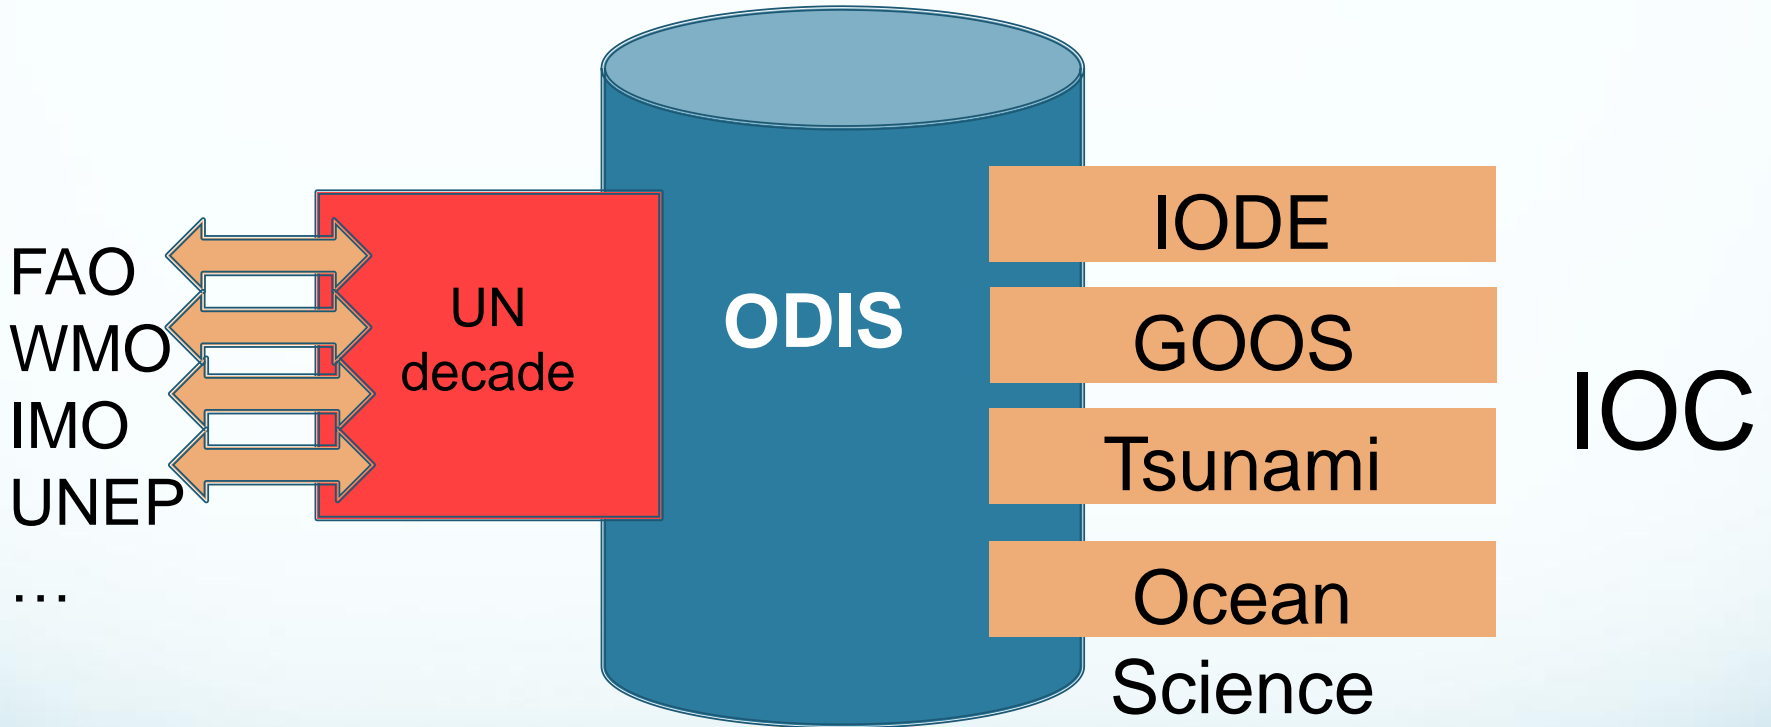 FAO
WMO
IMO
UNEP
…
UN
decade
ODIS
IODE
GOOS
Tsunami
Ocean
Science
IOC